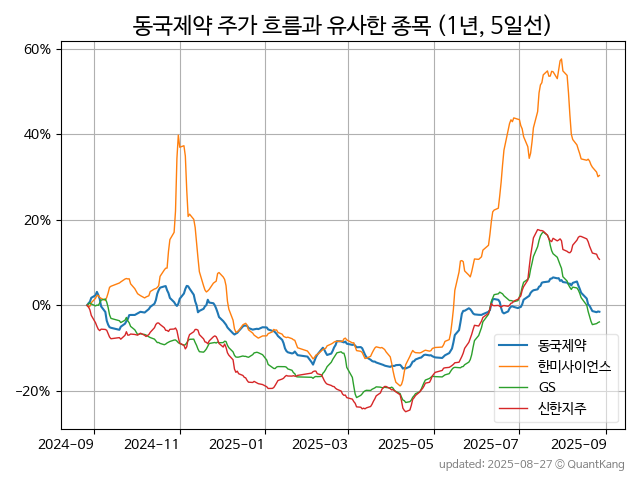 동국제약 주가 흐름과 유사한 종목 (1년, 5일선)
60%
40%
20%
0%
−20%
동국제약
한미사이언스
GS
신한지주
2024-09
2024-11
2025-01
2025-03
2025-05
2025-07
2025-09
updated: 2025-08-27 © QuantKang